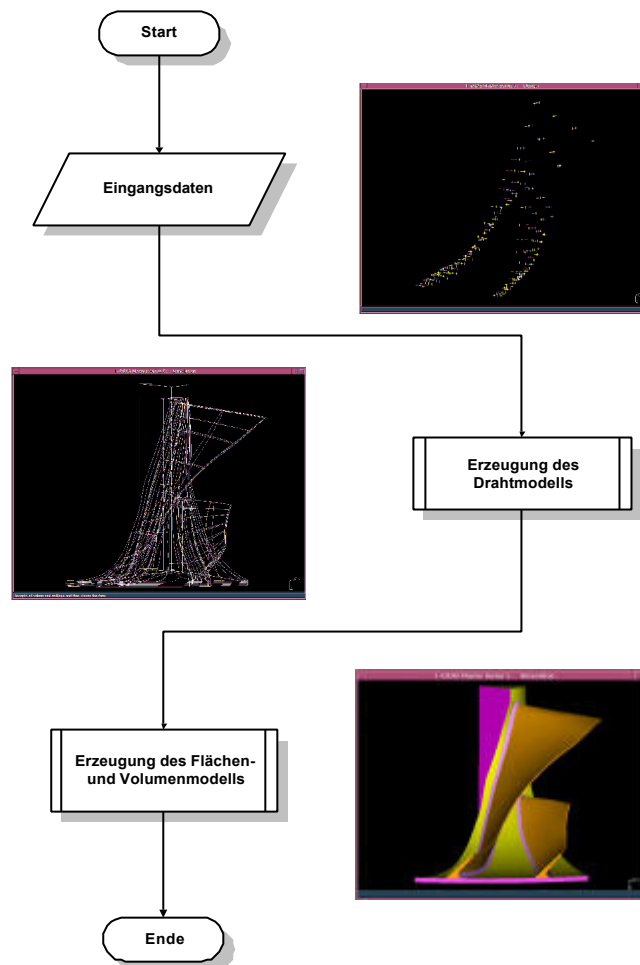 Start
Eingangsdaten
Erzeugung des
Drahtmodells
Erzeugung des Flächen-
und Volumenmodells
Ende